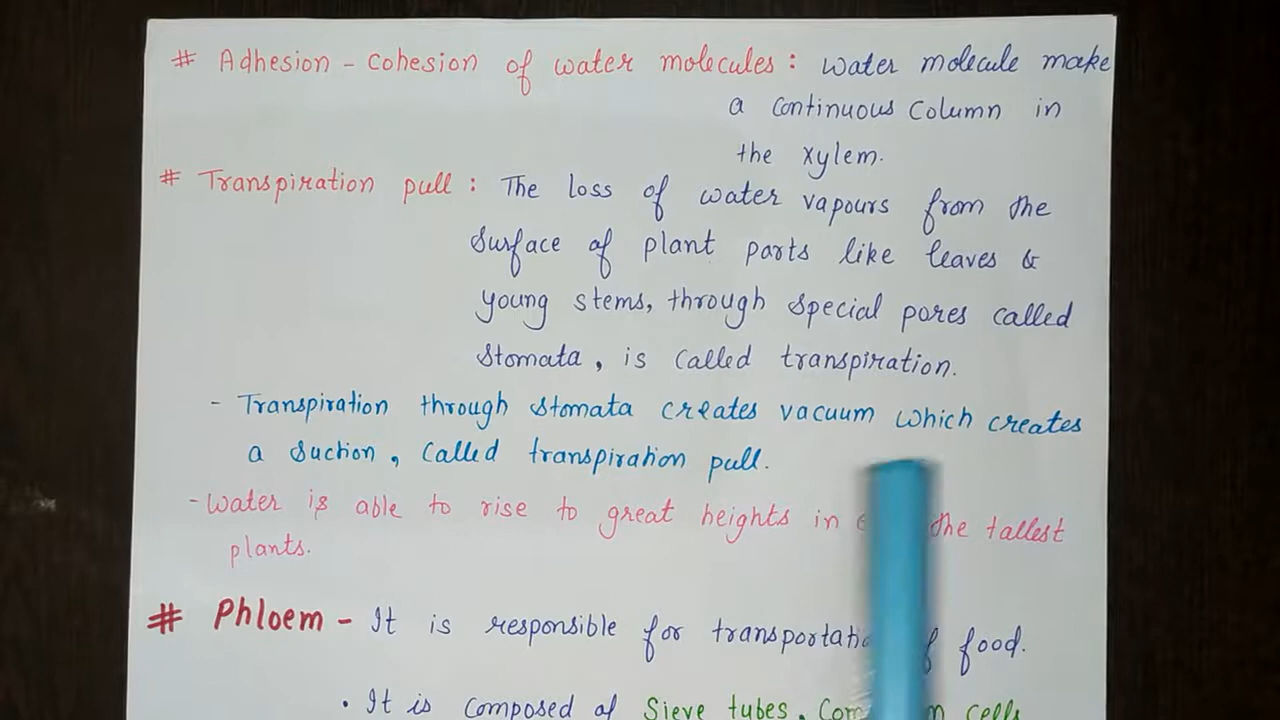 # Adhesion - cohesion of water molecules : water molecule make
a continuous column in
the xylem.
# Transpiration pull : The loss of water vapours from the
surface of plant parts like leaves &
young stems, through special pores called
stomata, is called transpiration.
- Transpiration through stomata creates vacuum which creates
a suction, called transpiration pull.
- Water is able to rise to great heights in the tallest
plants.
# Phloem - It is responsible for food.
• It is composed of Sieve tubes, cells